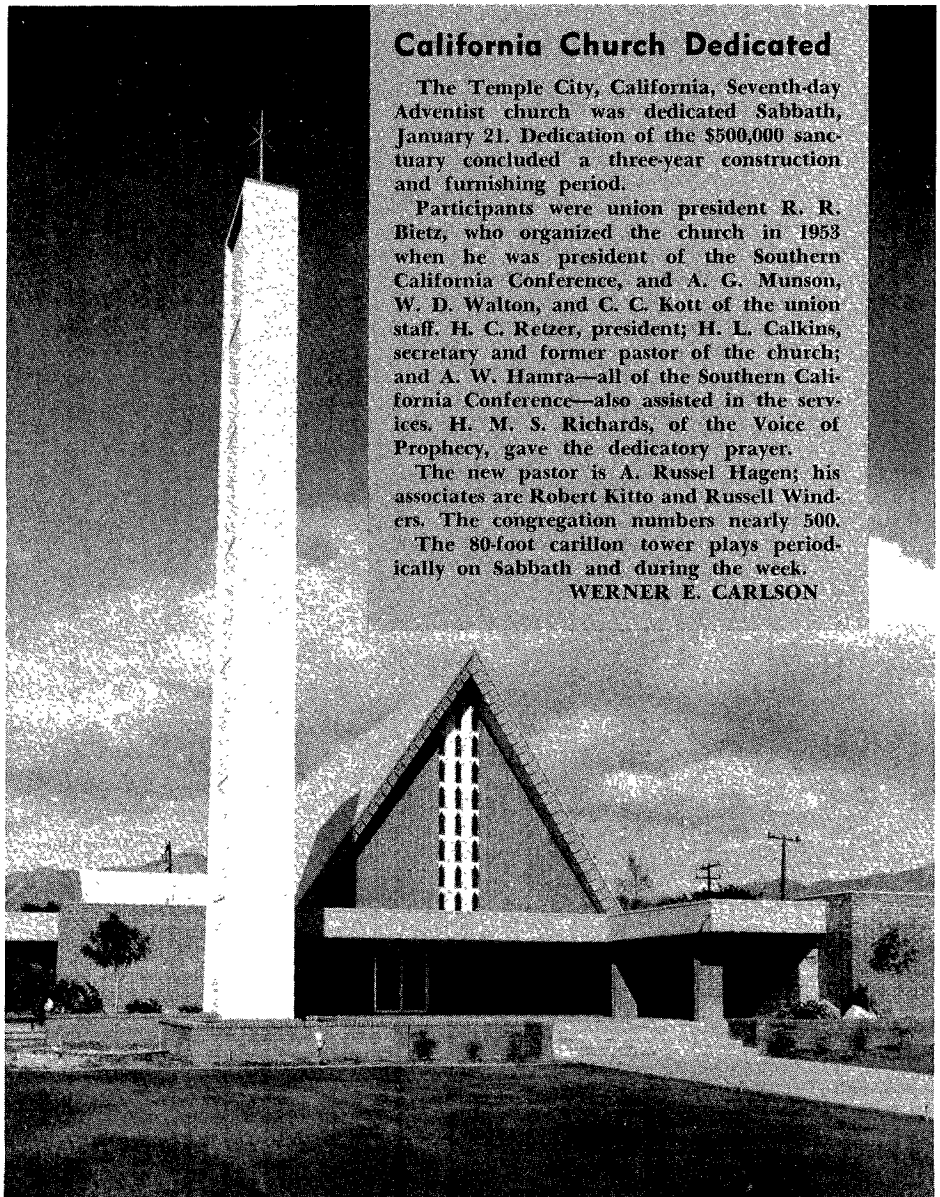 California Church Dedicated
The Temple City, California, Seventh-day
Adventist church was dedicated Sabbath,
January 21. Dedication of the $500,000 sanc-
tuary concluded a three-year construction
and furnishing period.
Participants were union president R. R.
Bietz, who organized the church in 1953
when he was president of the Southern
California Conference, and A. G. Munson,
W. D. Walton, and C. C. Kott of the union
staff. H. C. Retzer, president; H. L. Calkins,
secretary and former pastor of the church;
and A. W. Hamra—all of the Southern Cali-
fornia Conference—also assisted in the serv-
ices. H. M. S. Richards, of the Voice of
Prophecy, gave the dedicatory prayer.
The new pastor is A. Russel Hagen; his
associates are Robert Kitto and Russell Wind-
ers. The congregation numbers nearly 500.
The 80-foot carillon tower plays period-
ically on Sabbath and during the week.
WERNER E. CARLSON